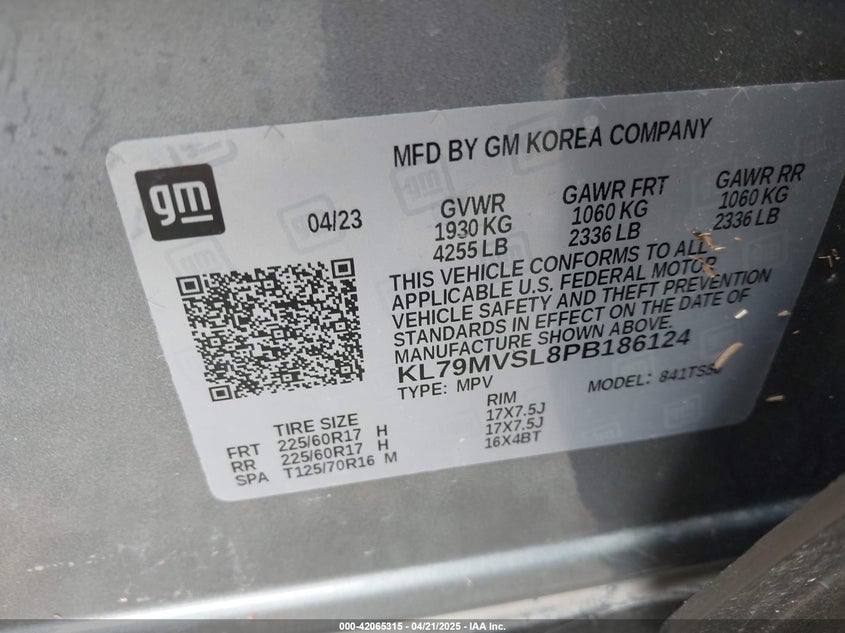 MFD BY GM KOREA COMPANY
gm
04/23
GVWR
1930 KG
4255 LB
GAWR FRT
1060 KG
2336 LB
GAWR RR
1060 KG
2336 LB
THIS VEHICLE CONFORMS TO ALL
APPLICABLE U.S. FEDERAL MOTOR
VEHICLE SAFETY AND THEFT PREVENTION
STANDARDS IN EFFECT ON THE DATE OF
MANUFACTURE SHOWN ABOVE.
KL79MVSL8PB186124
TYPE: MPV
MODEL:
TIRE SIZE
RIM
FRT 225/60R17 H 17X7.5J
RR 225/60R17 H 17X7.5J
SPA T125/70R16 M 16X4BT
000-42065315 - 04/21/2025 - IAA Inc.